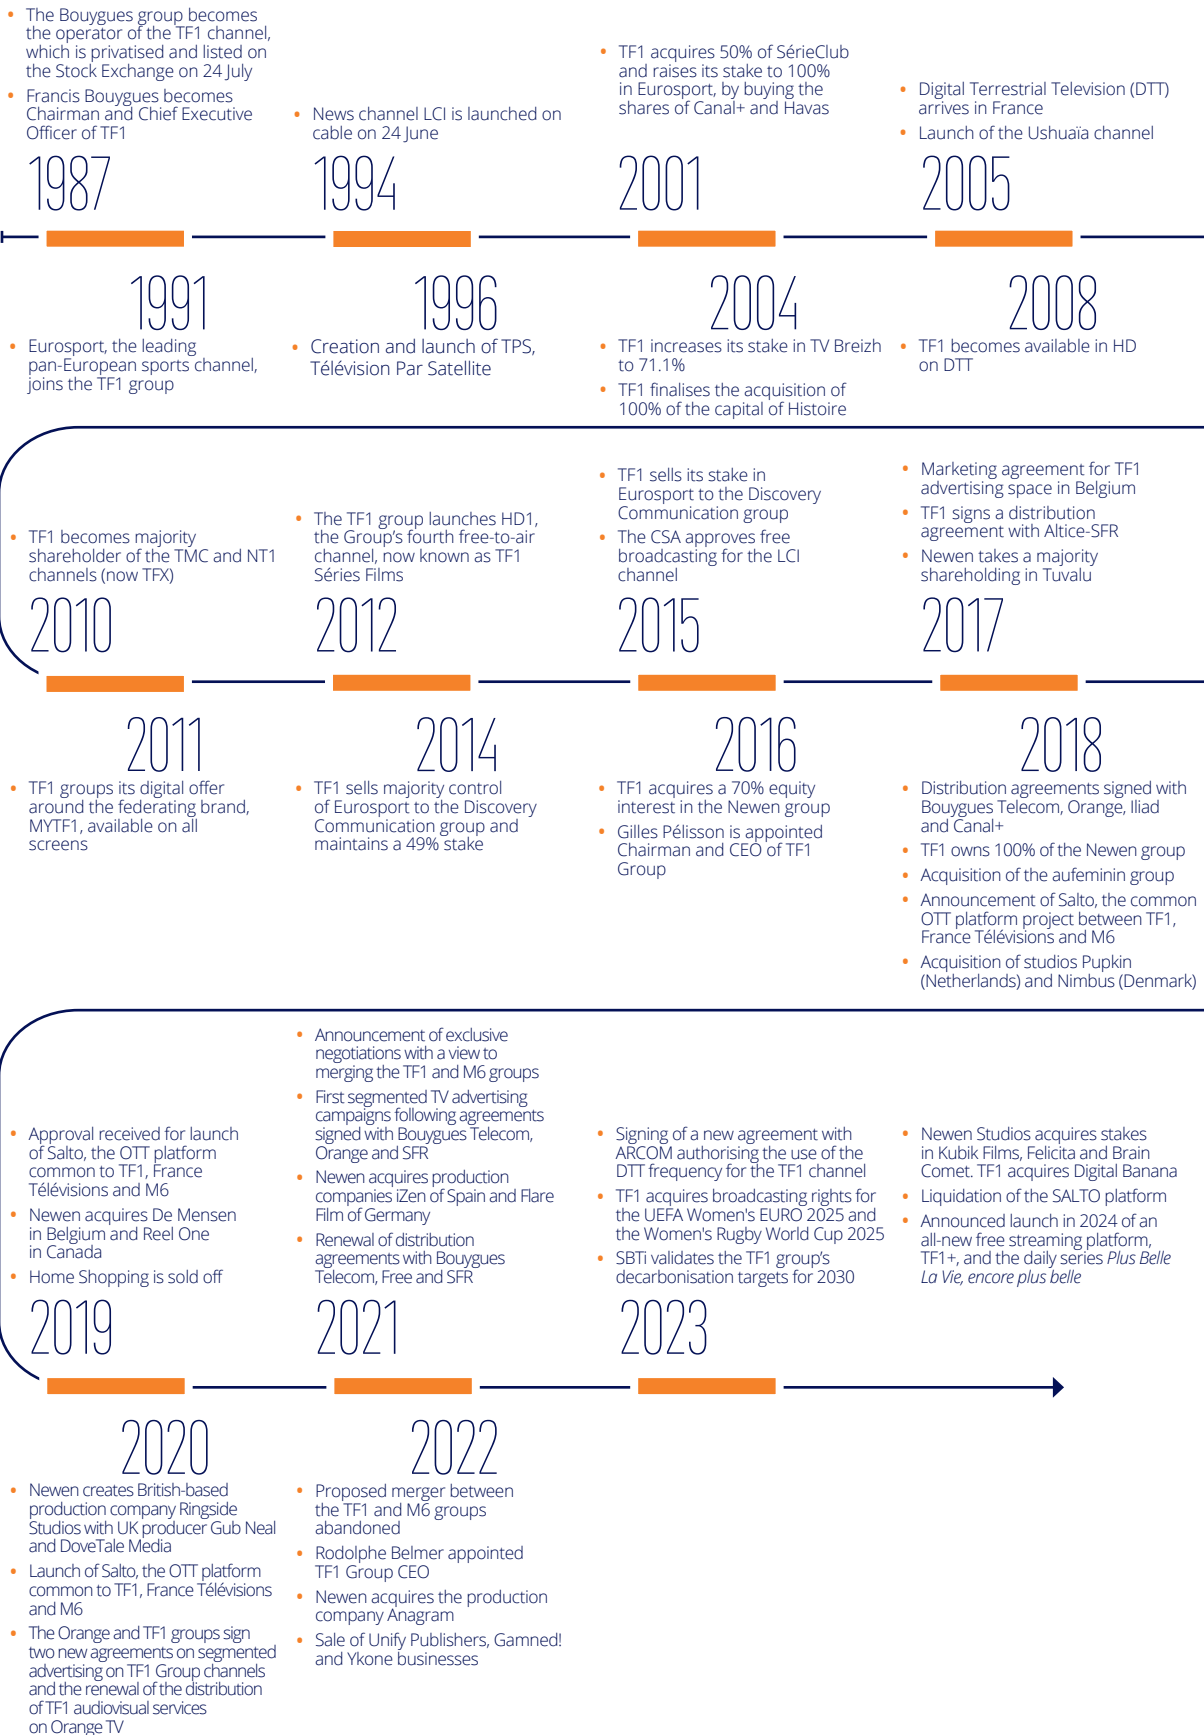 The Bouygues group becomes
the operator of the TF1 channel,
which is privatised and listed on
the Stock Exchange on 24 July
Francis Bouygues becomes
Chairman and Chief Executive
Officer of TF1
1987
News channel LCI is launched on
cable on 24 June
1994
TF1 acquires 50% of SérieClub
and raises its stake to 100%
in Eurosport, by buying the
shares of Canal+ and Havas
2001
Digital Terrestrial Television (DTT)
arrives in France
Launch of the Ushuaïa channel
2005
1991
Eurosport, the leading
pan-European sports channel,
joins the TF1 group
1996
Creation and launch of TPS,
Télévision Par Satellite
2004
TF1 increases its stake in TV Breizh
to 71.1%
TF1 finalises the acquisition of
100% of the capital of Histoire
2008
TF1 becomes available in HD
on DTT
TF1 becomes majority
shareholder of the TMC and NT1
channels (now TFX)
2010
The TF1 group launches HD1,
the Group's fourth free-to-air
channel, now known as TF1
Séries Films
2012
TF1 sells its stake in
Eurosport to the Discovery
Communication group
The CSA approves free
broadcasting for the LCI
channel
2015
Marketing agreement for TF1
advertising space in Belgium
TF1 signs a distribution
agreement with Altice-SFR
Newen takes a majority
shareholding in Tuvalu
2017
2011
TF1 groups its digital offer
around the federating brand,
MYTF1, available on all
screens
2014
TF1 sells majority control
of Eurosport to the Discovery
Communication group and
maintains a 49% stake
2016
TF1 acquires a 70% equity
interest in the Newen group
Gilles Pélisson is appointed
Chairman and CEO of TF1
Group
2018
Distribution agreements signed with
Bouygues Telecom, Orange, Iliad
and Canal+
TF1 owns 100% of the Newen group
Acquisition of the aufeminin group
Announcement of Salto, the common
OTT platform project between TF1,
France Télévisions and M6
Acquisition of studios Pupkin
(Netherlands) and Nimbus (Denmark)
Approval received for launch
of Salto, the OTT platform
common to TF1, France
Télévisions and M6
Newen acquires De Mensen
in Belgium and Reel One
in Canada
Home Shopping is sold off
2019
Announcement of exclusive
negotiations with a view to
merging the TF1 and M6 groups
First segmented TV advertising
campaigns following agreements
signed with Bouygues Telecom,
Orange and SFR
Newen acquires production
companies iZen of Spain and Flare
Film of Germany
Renewal of distribution
agreements with Bouygues
Telecom, Free and SFR
2021
Signing of a new agreement with
ARCOM authorising the use of the
DTT frequency for the TF1 channel
TF1 acquires broadcasting rights for
the UEFA Women's EURO 2025 and
the Women's Rugby World Cup 2025
SBTi validates the TF1 group's
decarbonisation targets for 2030
2023
Newen Studios acquires stakes
in Kubik Films, Felicita and Brain
Comet. TF1 acquires Digital Banana
Liquidation of the SALTO platform
Announced launch in 2024 of an
all-new free streaming platform,
TF1+, and the daily series Plus Belle
La Vie, encore plus belle
2020
Newen creates British-based
production company Ringside
Studios with UK producer Gub Neal
and DoveTale Media
Launch of Salto, the OTT platform
common to TF1, France Télévisions
and M6
The Orange and TF1 groups sign
two new agreements on segmented
advertising on TF1 Group channels
and the renewal of the distribution
of TF1 audiovisual services
on Orange TV
2022
Proposed merger between
the TF1 and M6 groups
abandoned
Rodolphe Belmer appointed
TF1 Group CEO
Newen acquires the production
company Anagram
Sale of Unify Publishers, Gamned!
and Ykone businesses